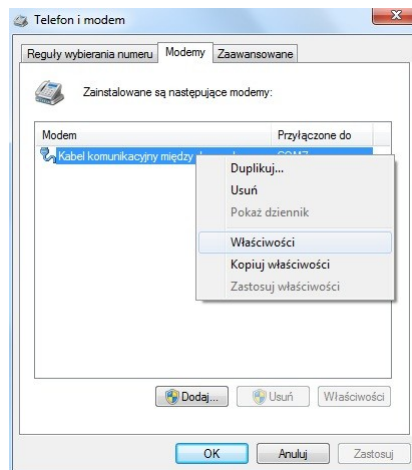 Telefon i modem
Reguły wybierania numeru Modemy Zaawansowane
Zainstalowane są następujące modemy:
Modem Przyłączone do
Kabel komunikacyjny między
Duplikuj...
Usuń
Pokaż dziennik
Właściwości
Kopiuj właściwości
Zastosuj właściwości
Dodaj... Usuń Właściwości
OK Anuluj Zastosuj